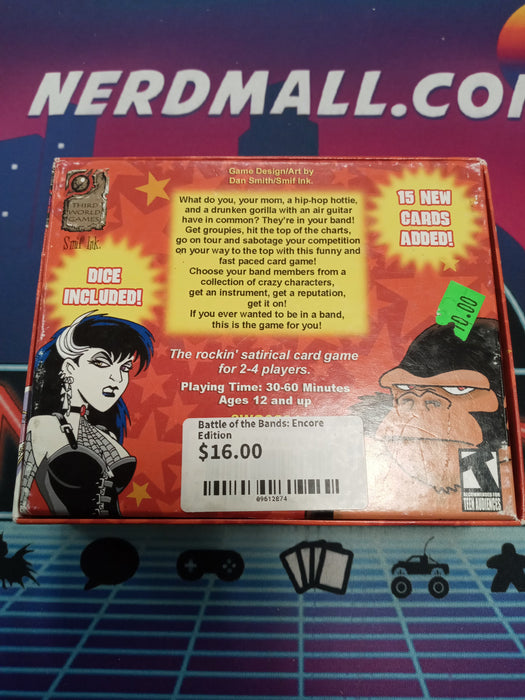 NERDMALL.CO
THIRD
WORLD
GAMES
Smif ink.
Game Design/Art by
Dan Smith/Smif Ink.
What do you, your mom, a hip-hop hottie,
and a drunken gorilla with an air guitar
have in common? They're in your band!
Get groupies, hit the top of the charts,
go on tour and sabotage your competition
on your way to the top with this funny and
fast paced card game!
Choose your band members from a
collection of crazy characters,
get an instrument, get a reputation,
get it on!
If you ever wanted to be in a band,
this is the game for you!
15 NEW
CARDS
ADDED!
DICE
INCLUDED!
10.00
The rockin' satirical card game
for 2-4 players.
Playing Time: 30-60 Minutes
Ages 12 and up
Battle of the Bands: Encore
Edition
$16.00
09612874
T
RECOMMENDED FOR
TEEN AUDIENCES